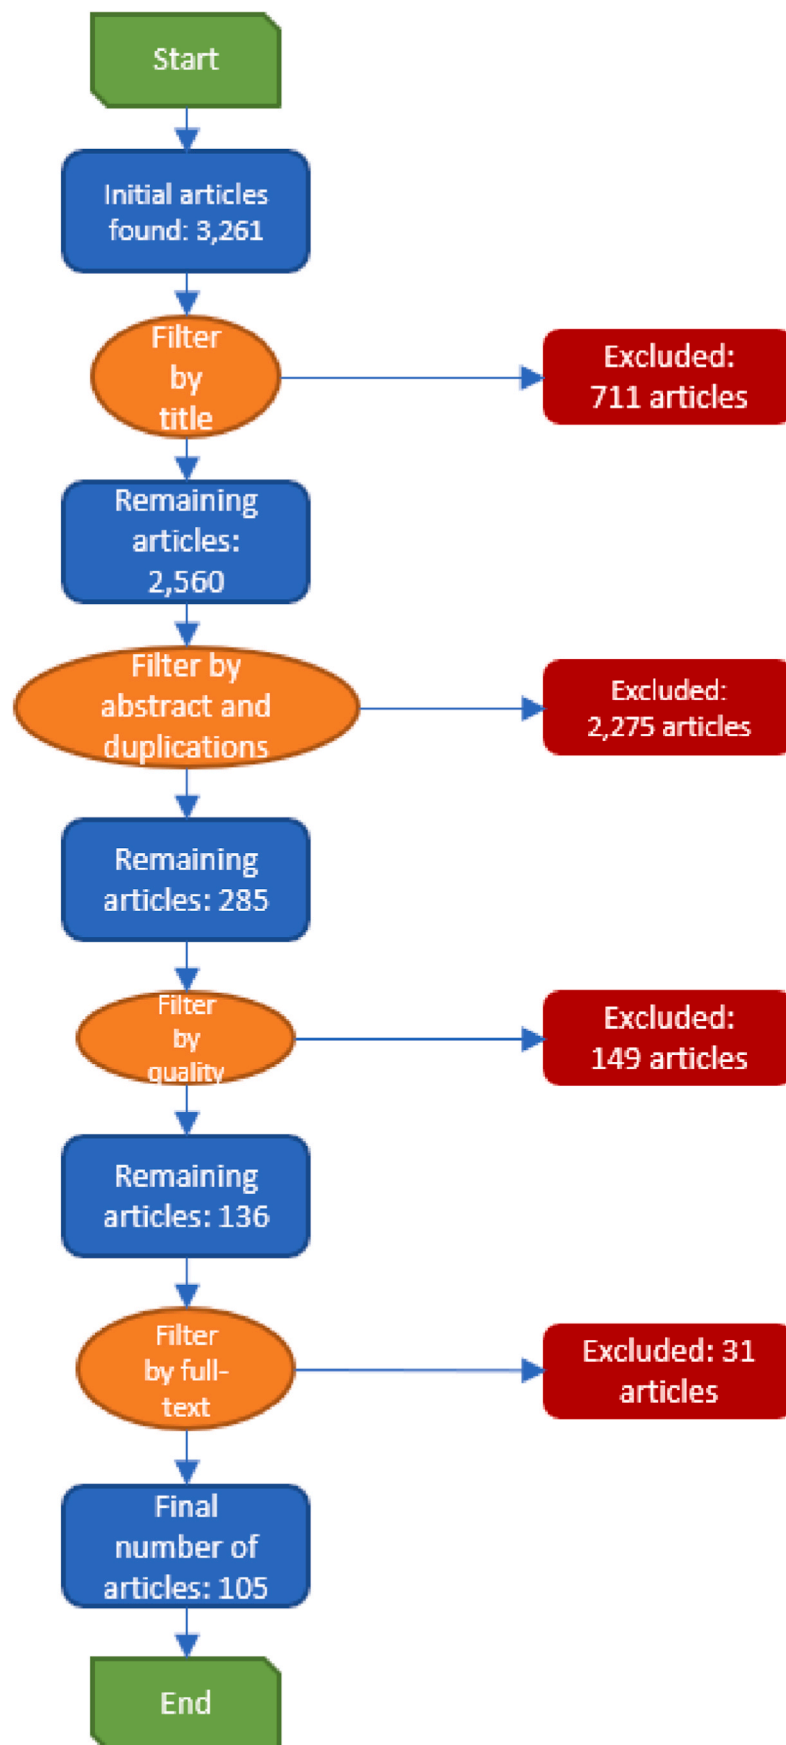 Start
Initial articles
found: 3,261
Filter
by
title
Excluded:
711 articles
Remaining
articles:
2,560
Filter by
abstract and
duplications
Excluded:
2,275 articles
Remaining
articles: 285
Filter
by
quality
Excluded:
149 articles
Remaining
articles: 136
Filter
by full-
text
Excluded: 31
articles
Final
number of
articles: 105
End